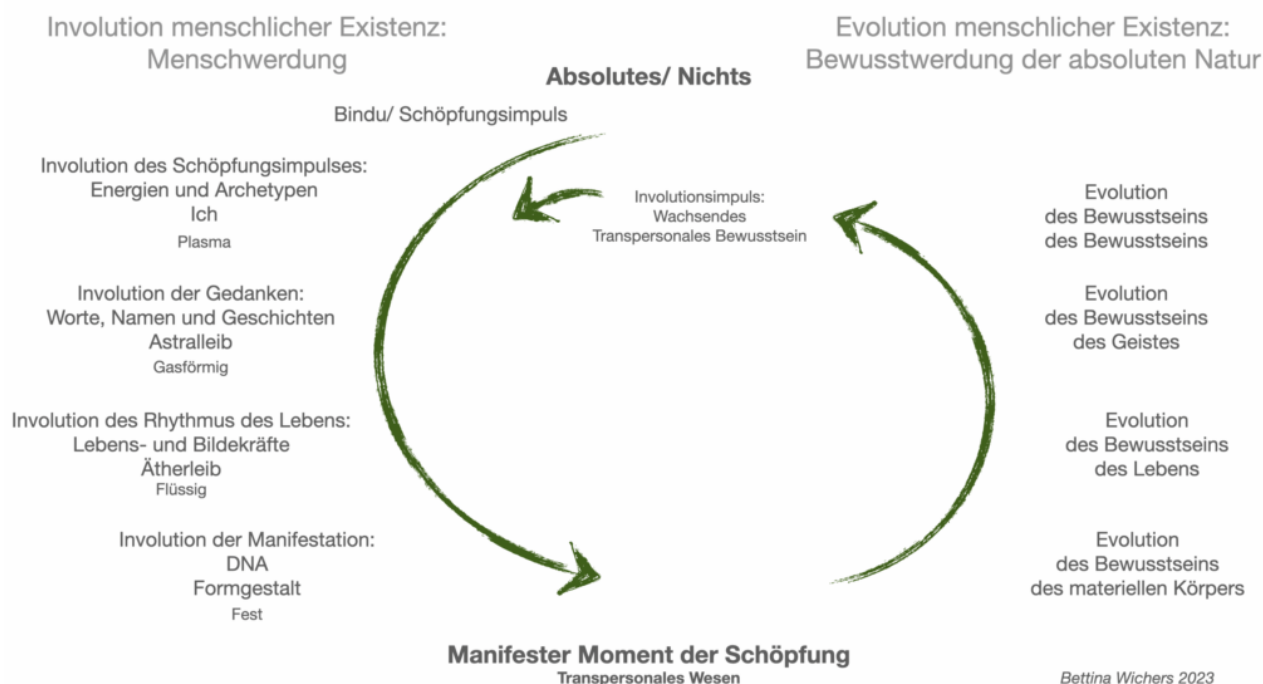 Involution menschlicher Existenz:
Menschwerdung
Evolution menschlicher Existenz:
Bewusstwerdung der absoluten Natur
Absolutes/ Nichts
Bindu/ Schöpfungsimpuls
Involution des Schöpfungsimpulses:
Energien und Archetypen
Ich
Plasma
Involution der Gedanken:
Worte, Namen und Geschichten
Astralleib
Gasförmig
Involution des Rhythmus des Lebens:
Lebens- und Bildekräfte
Ätherleib
Flüssig
Involution der Manifestation:
DNA
Formgestalt
Fest
Involutionsimpuls:
Wachsendes
Transpersonales Bewusstsein
Evolution
des Bewusstseins
des Bewusstseins
Evolution
des Bewusstseins
des Geistes
Evolution
des Bewusstseins
des Lebens
Evolution
des Bewusstseins
des materiellen Körpers
Manifester Moment der Schöpfung
Transpersonales Wesen
Bettina Wichers 2023